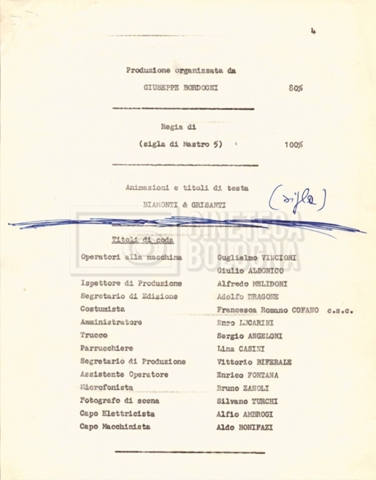 4
Produzione organizzata da
GIUSEPPE BORDOGNI 80%
Regia di
(sigla di Mastro 5) 100%
Animazioni e titoli di testa
BIAMONTI & GRISANTI
(sigla)
CINETECA
BOLOGNA
Titoli di coda
Operatori alla macchina Guglielmo VINCIONI
Giulio ALBONICO
Ispettore di Produzione Alfredo MELIDONI
Segretario di Edizione Adolfo DRAGONE
Costumista Francesca Romano COFANO c.s.c.
Amministratore Enzo LUCARINI
Trucco Sergio ANGELONI
Parrucchiere Lina CASINI
Segretario di Produzione Vittorio BIFERALE
Assistente Operatore Enrico FONTANA
Microfonista Bruno ZANOLI
Fotografo di scena Silvano TURCHI
Capo Elettricista Alfio AMBROGI
Capo Macchinista Aldo BONIFAZI